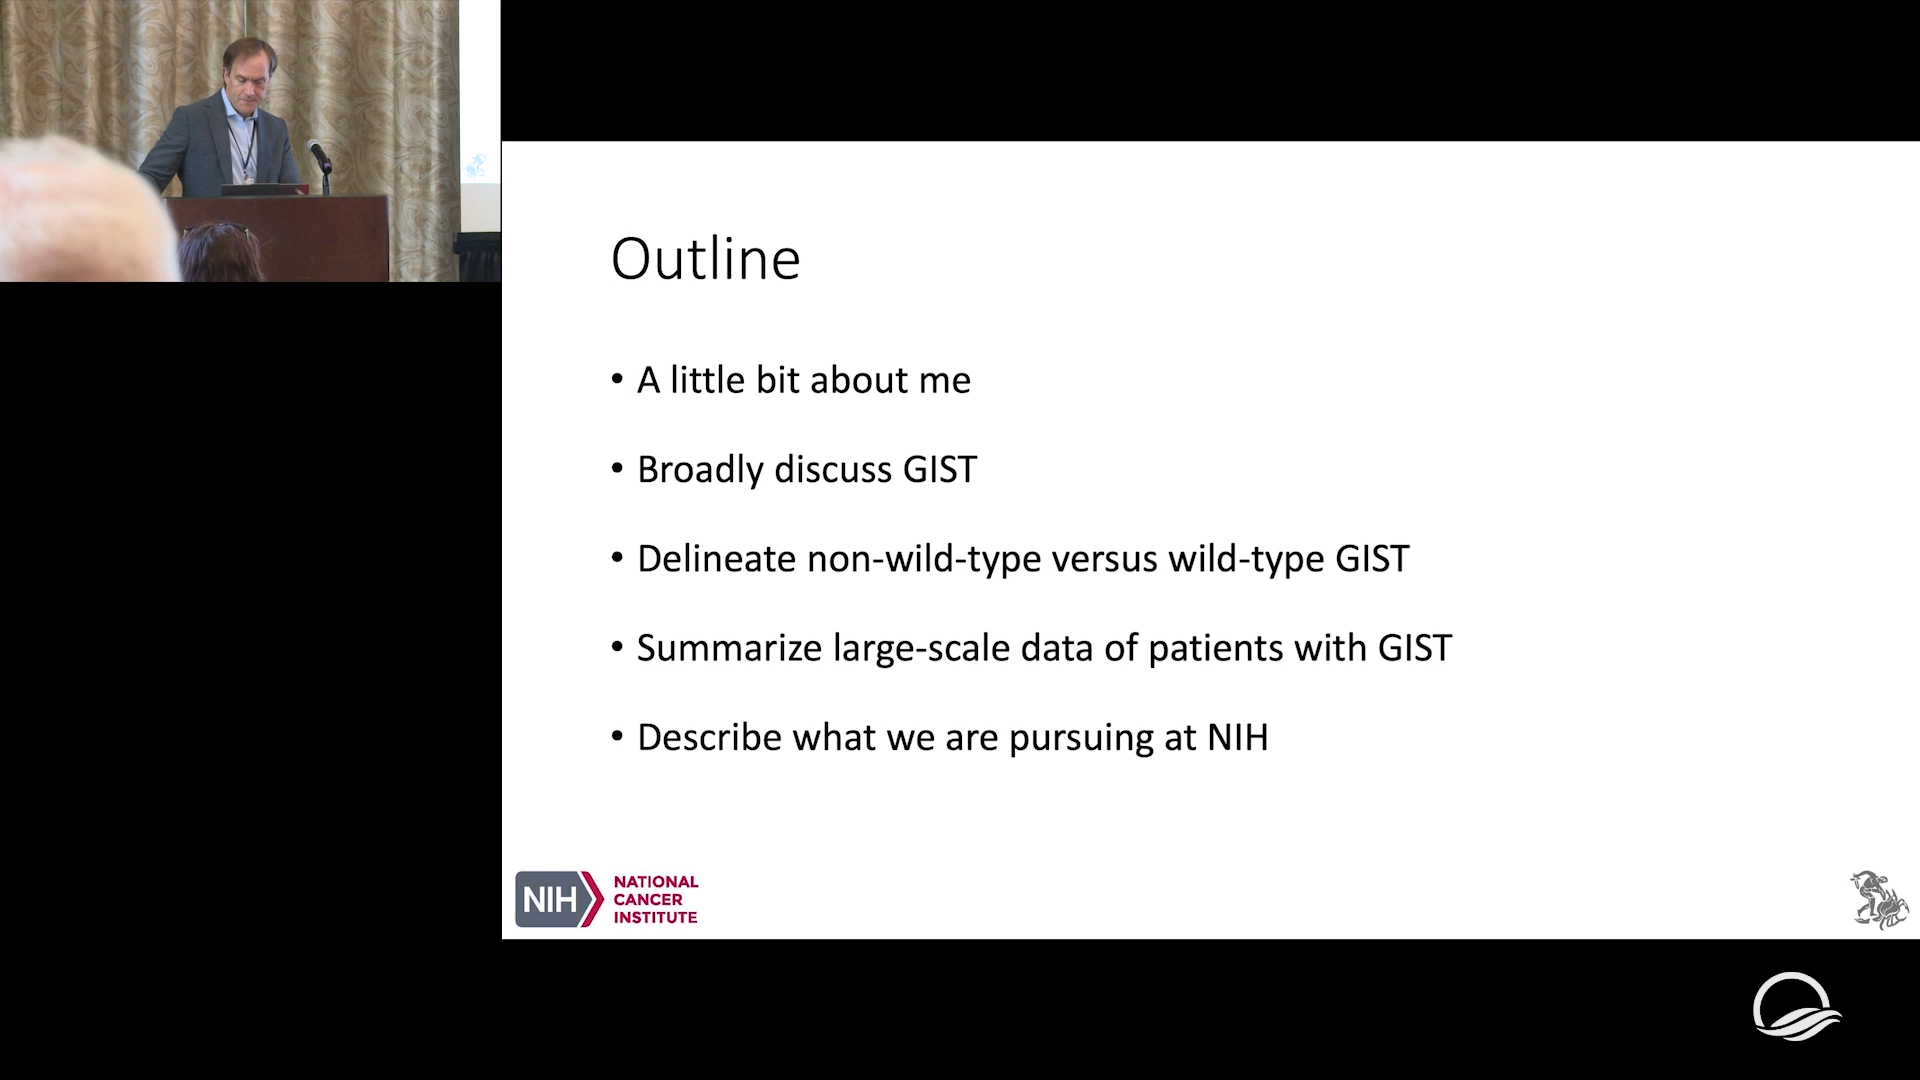 Outline
• A little bit about me
• Broadly discuss GIST
• Delineate non-wild-type versus wild-type GIST
• Summarize large-scale data of patients with GIST
• Describe what we are pursuing at NIH
NIH
NATIONAL
CANCER
INSTITUTE